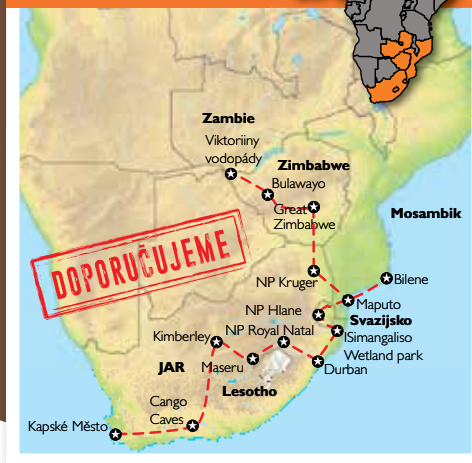 Zambie
Viktoriiny
vodopády
Zimbabwe
Bulawayo
Great
Zimbabwe
Mosambik
DOPORUČUJEME
NP Kruger
Bilene
Maputo
NP Hlane
Svazijsko
ISimangaliso
Wetland park
Kimberley
NP Royal Natal
JAR
Maseru
Durban
Lesotho
Cango
Caves
Kapské Město